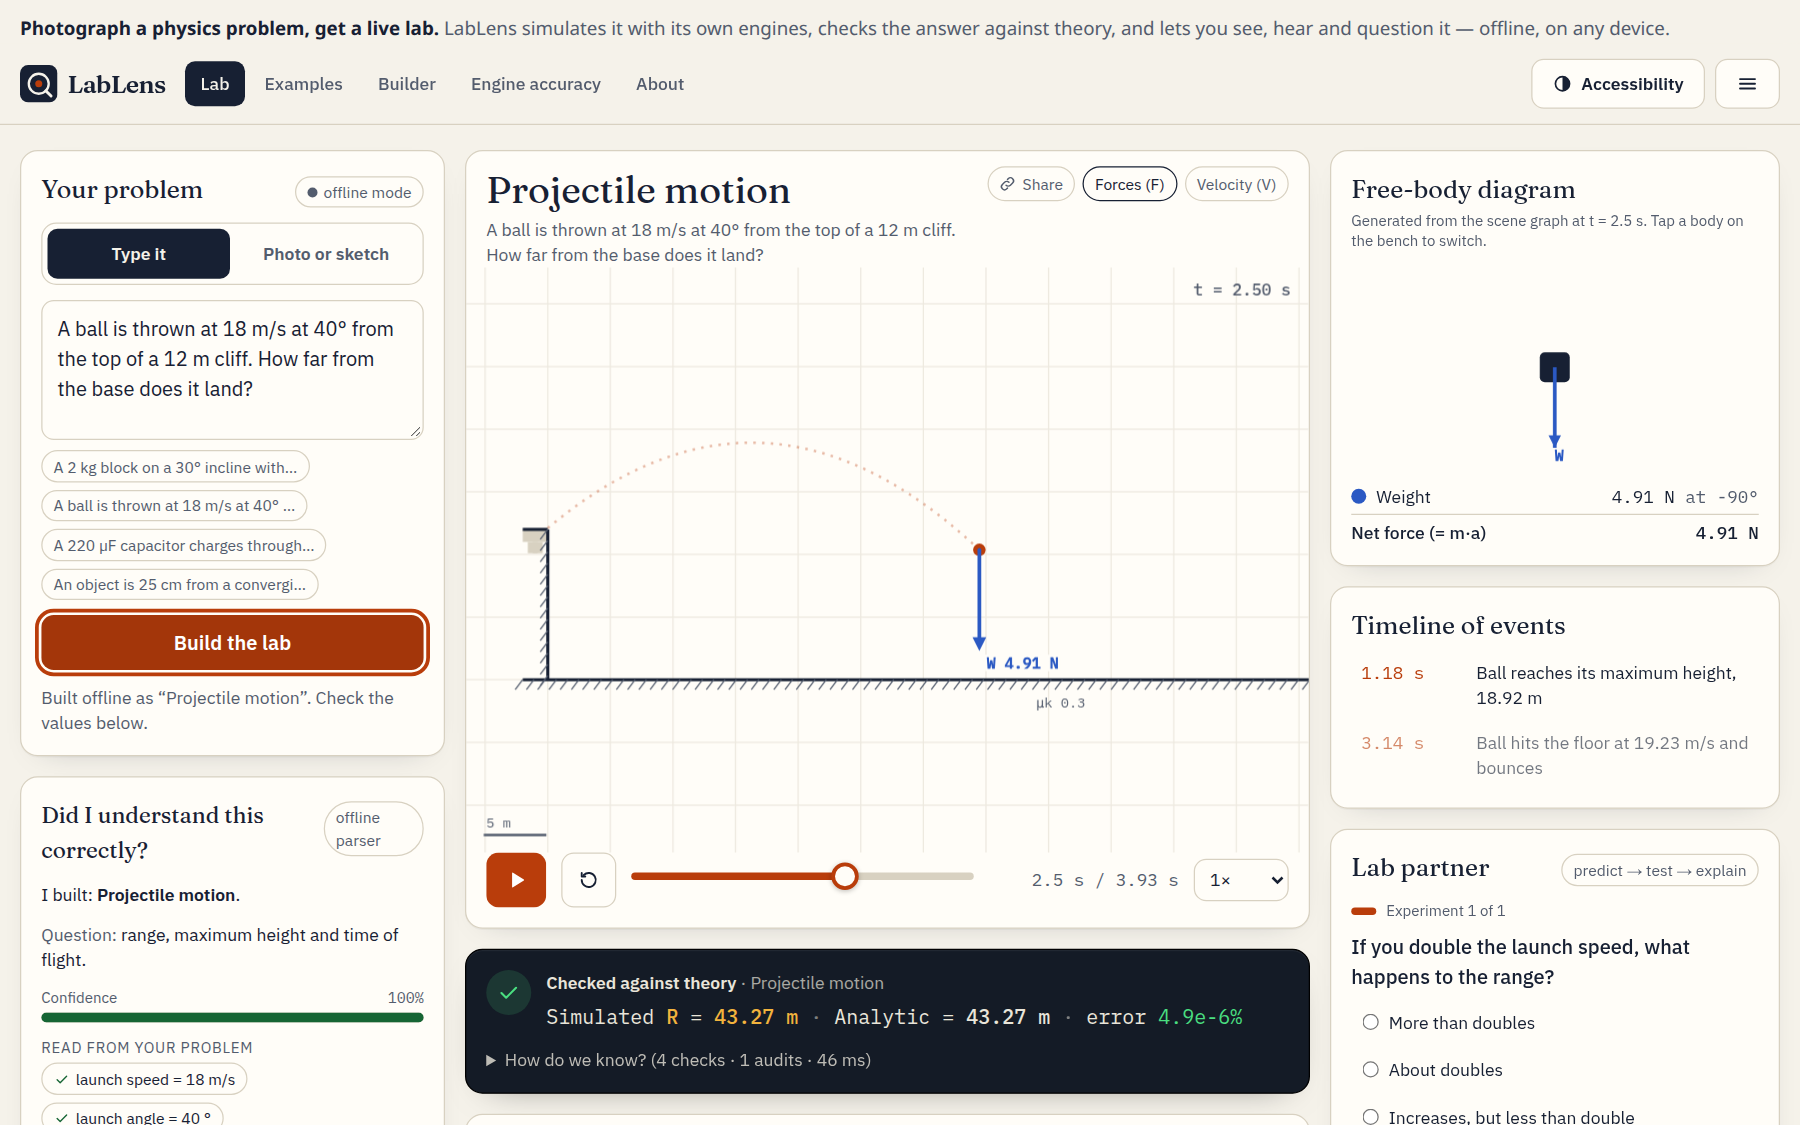 Photograph a physics problem, get a live lab. LabLens simulates it with its own engines, checks the answer against theory, and lets you see, hear and question it — offline, on any device.
LabLens
Lab
Examples
Builder
Engine accuracy
About
Accessibility
Your problem
offline mode
Type it
Photo or sketch
A ball is thrown at 18 m/s at 40° from
the top of a 12 m cliff. How far from
the base does it land?
A 2 kg block on a 30° incline with...
A ball is thrown at 18 m/s at 40° ...
A 220 µF capacitor charges through...
An object is 25 cm from a convergi...
Build the lab
Built offline as “Projectile motion”. Check the
values below.
Did I understand this
correctly?
offline
parser
I built: Projectile motion.
Question: range, maximum height and time of
flight.
Confidence
100%
READ FROM YOUR PROBLEM
✓ launch speed = 18 m/s
✓ launch angle = 40 °
Projectile motion
Share
Forces (F)
Velocity (V)
A ball is thrown at 18 m/s at 40° from the top of a 12 m cliff.
How far from the base does it land?
t = 2.50 s
W 4.91 N
µk 0.3
5 m
2.5 s / 3.93 s
1×
Checked against theory · Projectile motion
Simulated R = 43.27 m · Analytic = 43.27 m · error 4.9e-6%
How do we know? (4 checks · 1 audits · 46 ms)
Free-body diagram
Generated from the scene graph at t = 2.5 s. Tap a body on
the bench to switch.
W
Weight
4.91 N at -90°
Net force (= m·a)
4.91 N
Timeline of events
1.18 s
Ball reaches its maximum height,
18.92 m
3.14 s
Ball hits the floor at 19.23 m/s and
bounces
Lab partner
predict → test → explain
Experiment 1 of 1
If you double the launch speed, what
happens to the range?
More than doubles
About doubles
Increases, but less than double